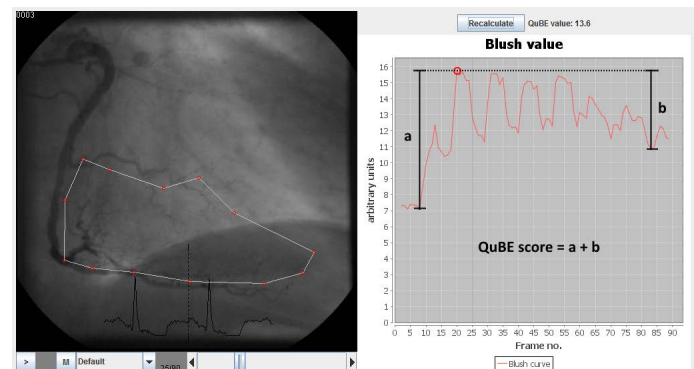 0003
> M Default 25/90
Recalculate QuBE value: 13.6
Blush value
arbitrary units
16
15
14
13
12
11
10
9
8
7
6
5
4
3
2
1
0
a
b
QuBE score = a + b
0 5 10 15 20 25 30 35 40 45 50 55 60 65 70 75 80 85 90
Frame no.
Blush curve